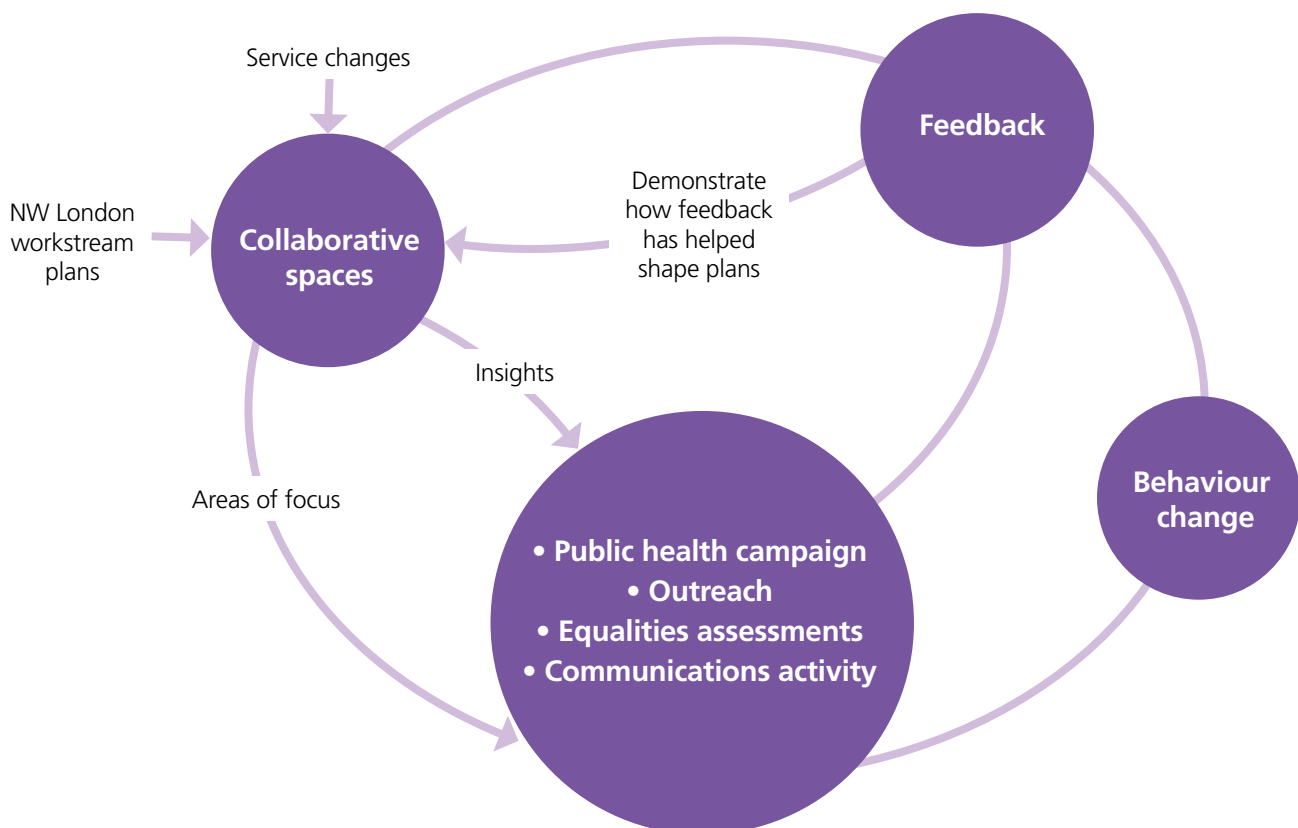 Service changes
Feedback
NW London
workstream
plans
Collaborative
spaces
Demonstrate
how feedback
has helped
shape plans
Insights
Areas of focus
Behaviour
change
• Public health campaign
• Outreach
• Equalities assessments
• Communications activity